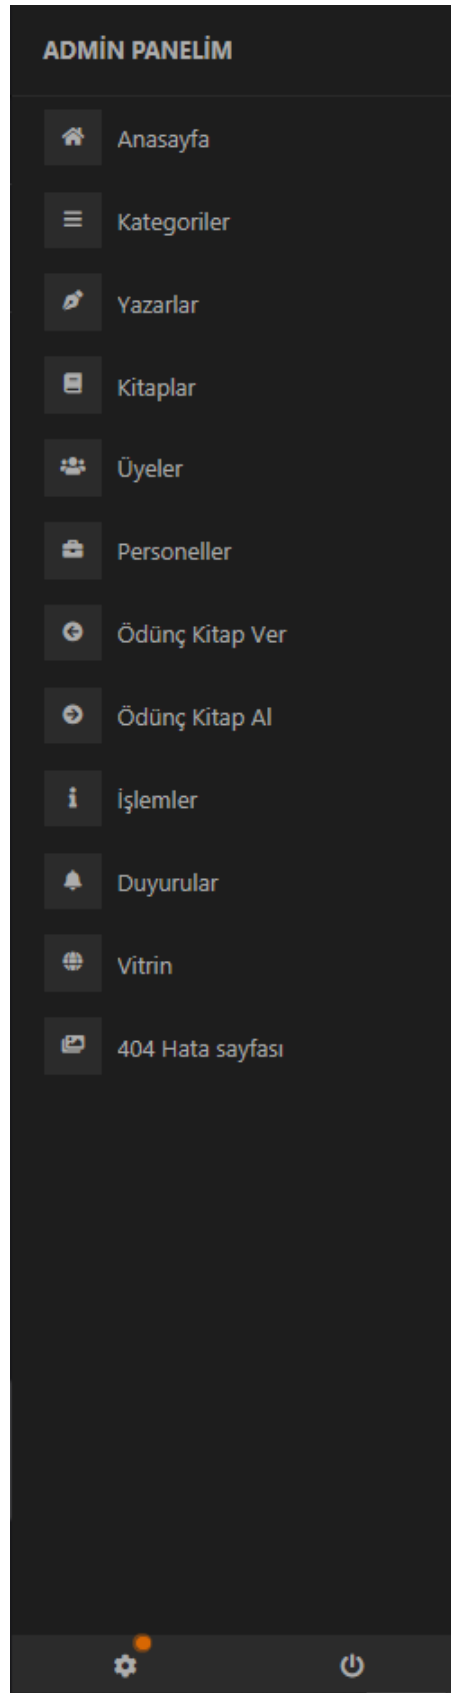 ADMİN PANELİM
Anasayfa
Kategoriler
Yazarlar
Kitaplar
Üyeler
Personeller
Ödünç Kitap Ver
Ödünç Kitap Al
İşlemler
Duyurular
Vitrin
404 Hata sayfası